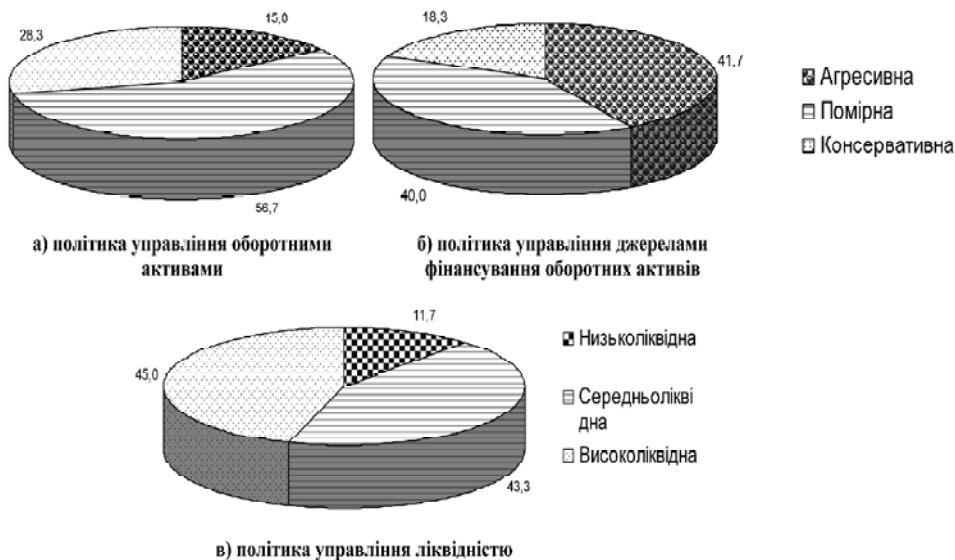 28,3
15,0
18,3
41,7
Агресивна
Помірна
Консервативна
56,7
40,0
а) політика управління оборотними
активами
б) політика управління джерелами
фінансування оборотних активів
11,7
45,0
43,3
Низьколіквідна
Середньолікві
дна
Високоліквідна
в) політика управління ліквідністю